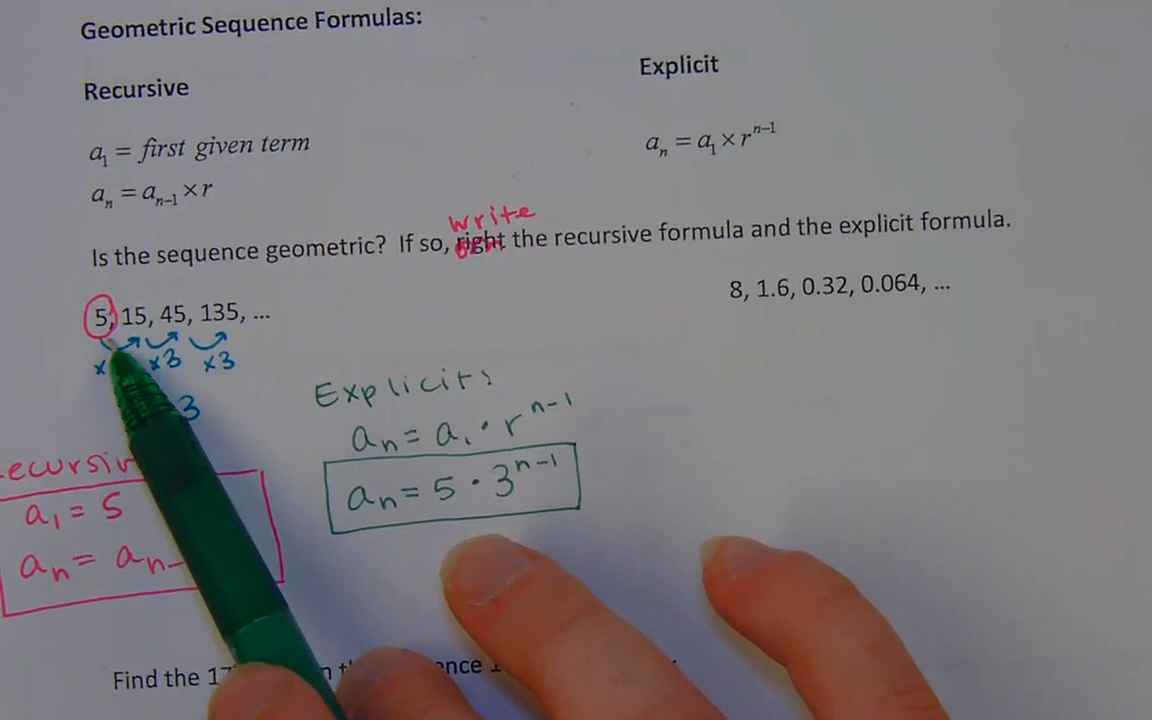 Geometric Sequence Formulas:
Recursive
Explicit
a₁ = first given term
aₙ = a₁ × rⁿ⁻¹
aₙ = aₙ₋₁ × r
write
Is the sequence geometric? If so, right the recursive formula and the explicit formula.
5, 15, 45, 135, ...
8, 1.6, 0.32, 0.064, ...
× ×3 ×3
3
Explicit:
aₙ = a₁ · rⁿ⁻¹
aₙ = 5 · 3ⁿ⁻¹
a₁ = 5
aₙ = aₙ₋
Find the